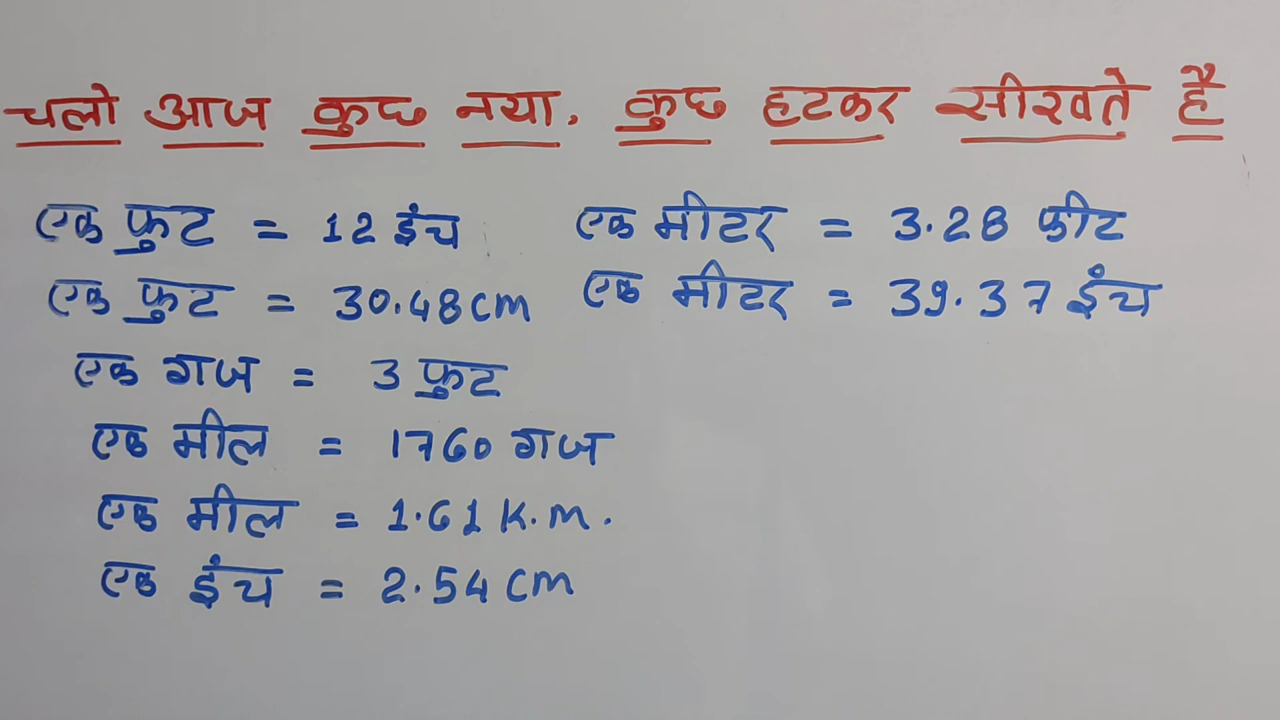 चलो आज कुछ नया, कुछ हटकर सीखते है
एक फुट = 12 इंच
एक फुट = 30.48 cm
एक गज = 3 फुट
एक मील = 1760 गज
एक मील = 1.61 K.m.
एक इंच = 2.54 cm
एक मीटर = 3.28 फीट
एक मीटर = 39.37 इंच